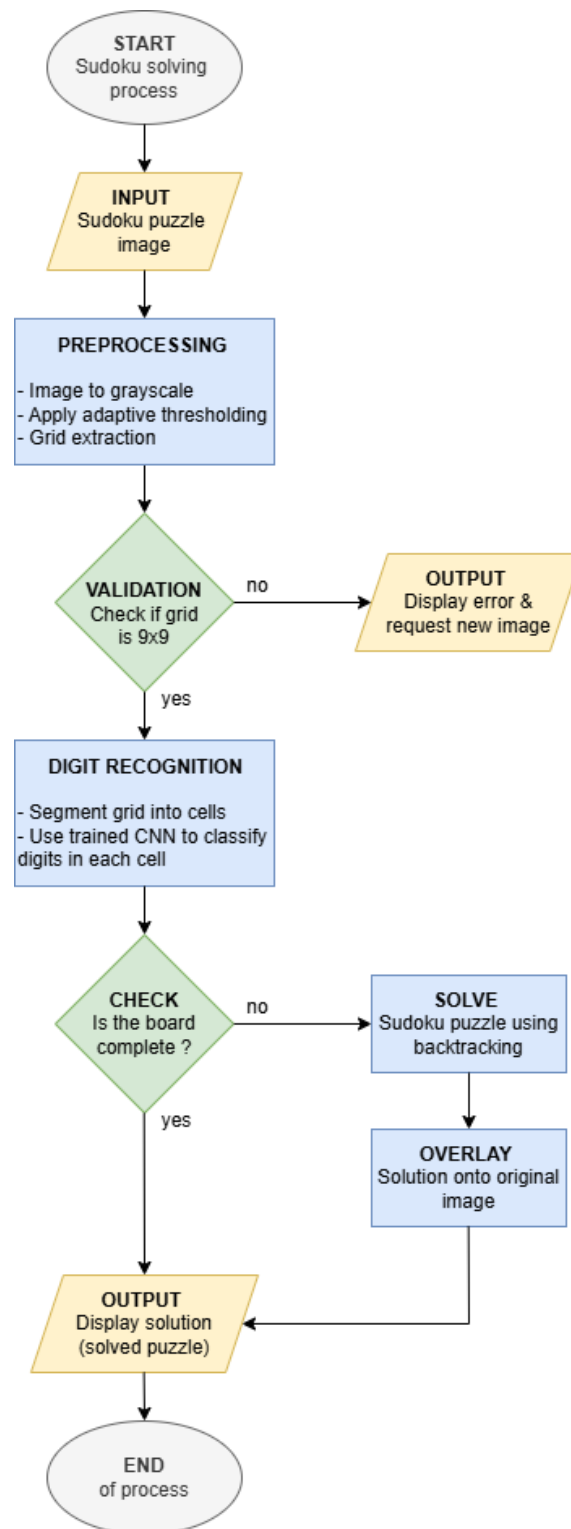 START
Sudoku solving
process
INPUT
Sudoku puzzle
image
PREPROCESSING
- Image to grayscale
- Apply adaptive thresholding
- Grid extraction
VALIDATION
Check if grid
is 9x9
no
OUTPUT
Display error &
request new image
yes
DIGIT RECOGNITION
- Segment grid into cells
- Use trained CNN to classify
digits in each cell
CHECK
Is the board
complete ?
no
SOLVE
Sudoku puzzle using
backtracking
yes
OVERLAY
Solution onto original
image
OUTPUT
Display solution
(solved puzzle)
END
of process